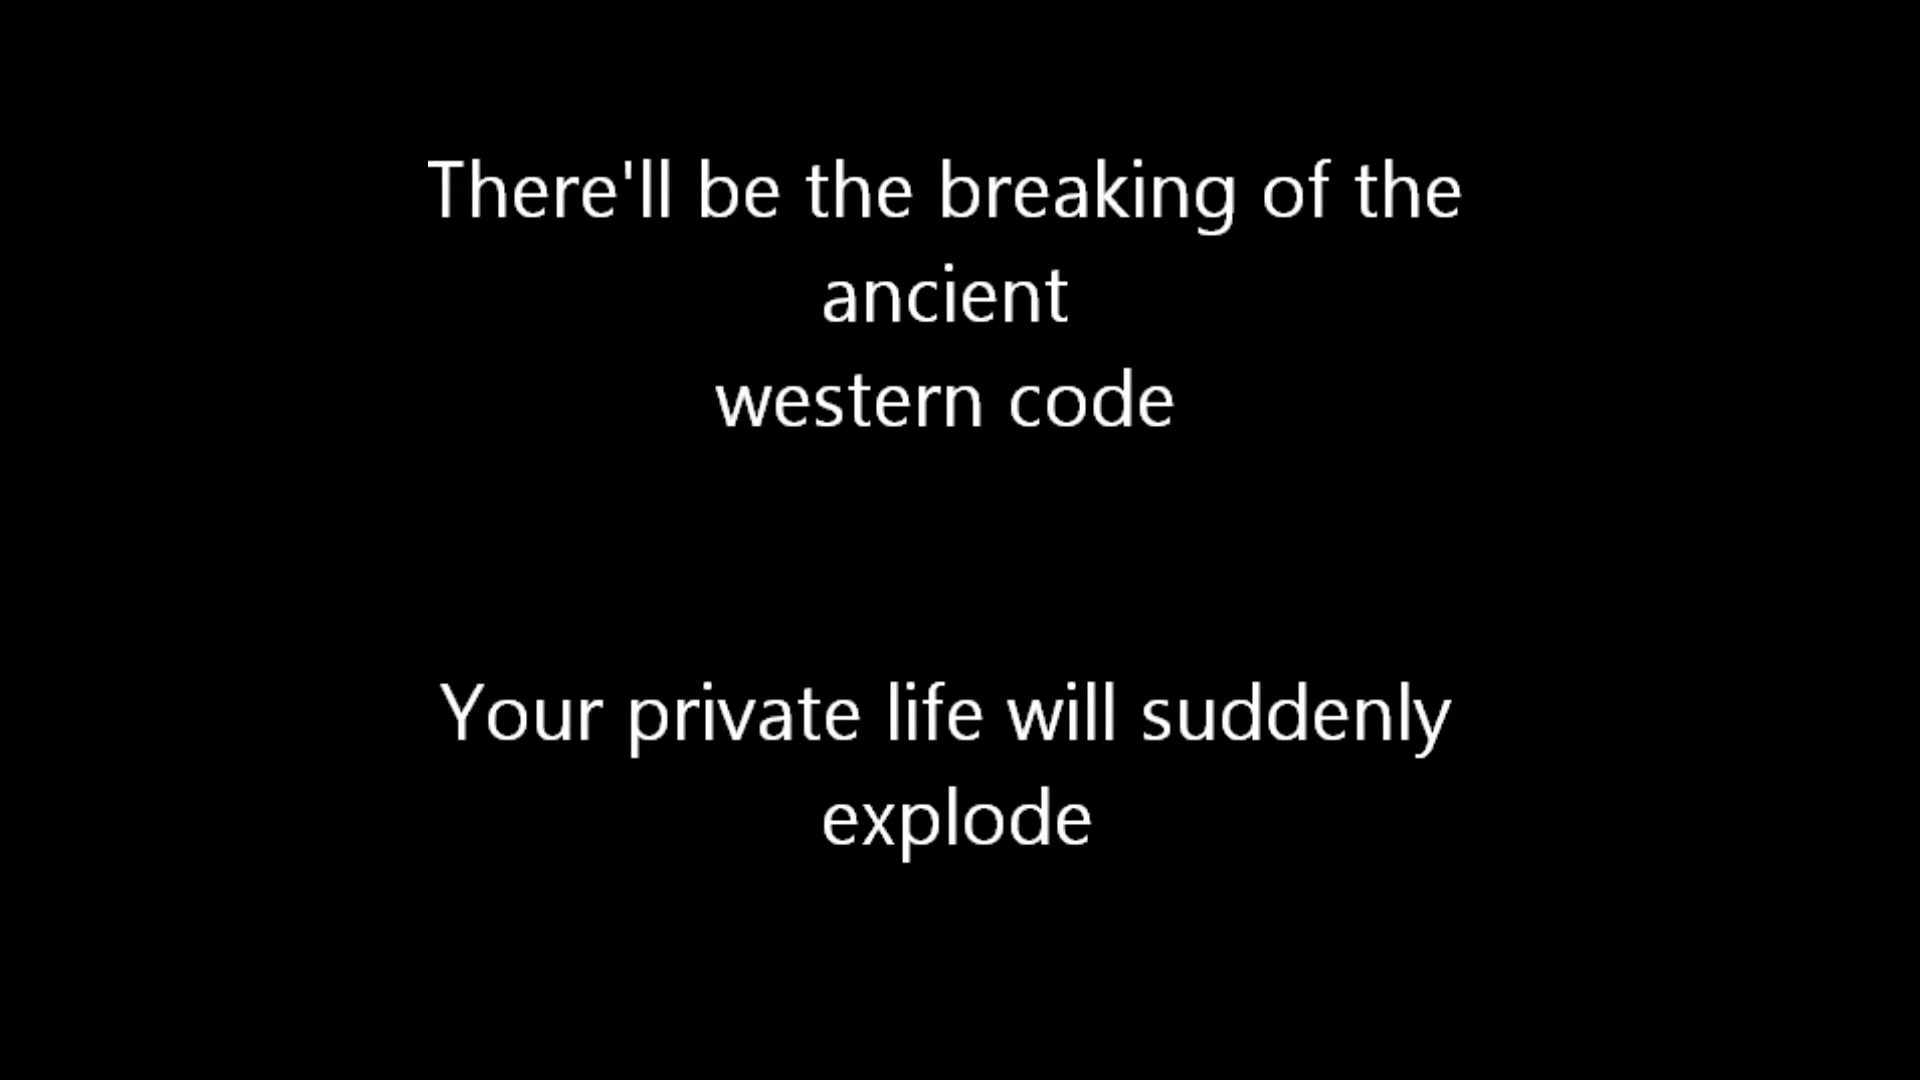 There'll be the breaking of the
ancient
western code
Your private life will suddenly
explode